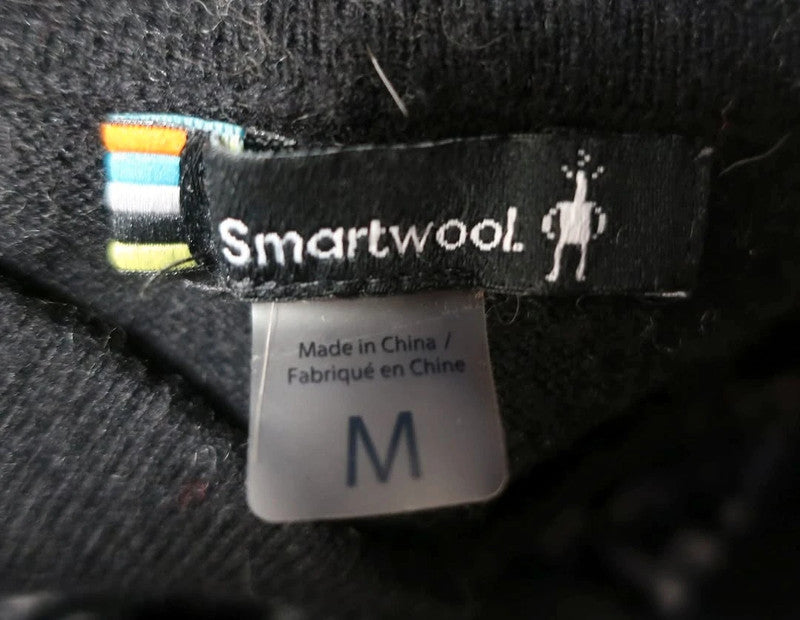 Smartwool.
Made in China /
Fabriqué en Chine
M